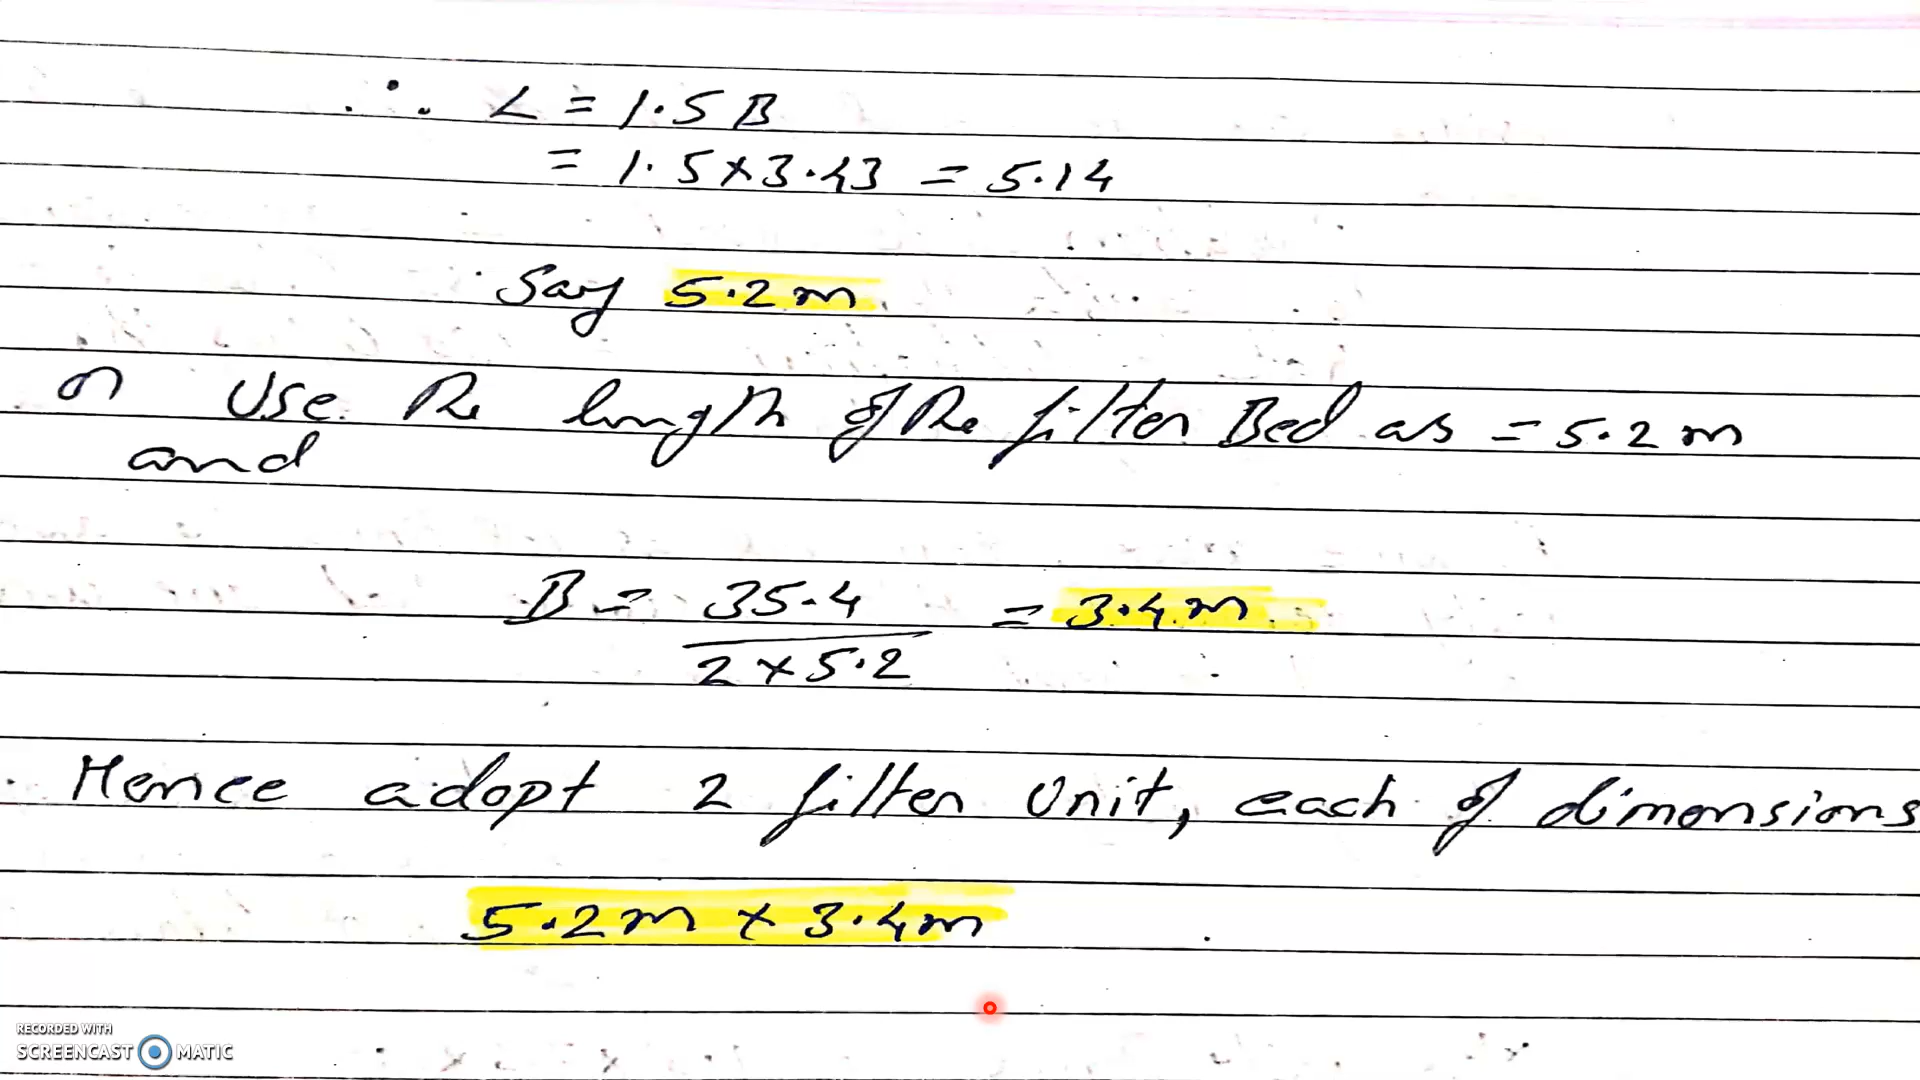 ∴ L = 1.5 B
= 1.5 × 3.43 = 5.14
Say 5.2 m
or Use the length of the filter Bed as = 5.2 m
and
B = 35.4 / 2 × 5.2 = 3.4 m
Hence adopt 2 filter Unit, each of dimensions
5.2 m × 3.4 m
RECORDED WITH
SCREENCAST MATIC